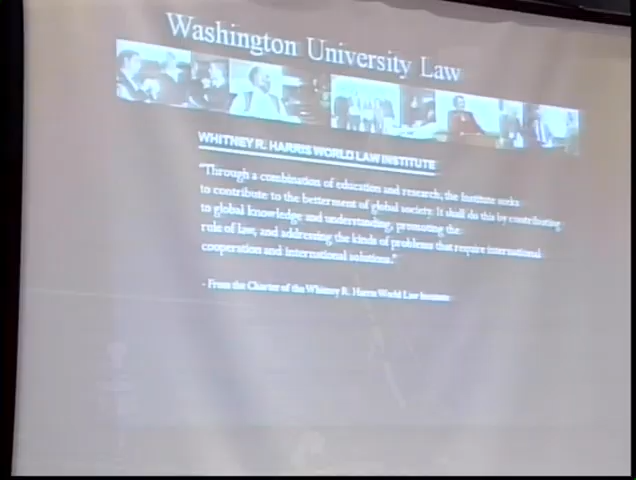 Washington University Law
WHITNEY R. HARRIS WORLD LAW INSTITUTE
"Through a combination of education and research, the Institute seeks
to contribute to the betterment of global society. It shall do this by contributing
to global knowledge and understanding, promoting the
rule of law, and addressing the kinds of problems that require international
cooperation and international solutions."
- From the Charter of the Whitney R. Harris World Law Institute